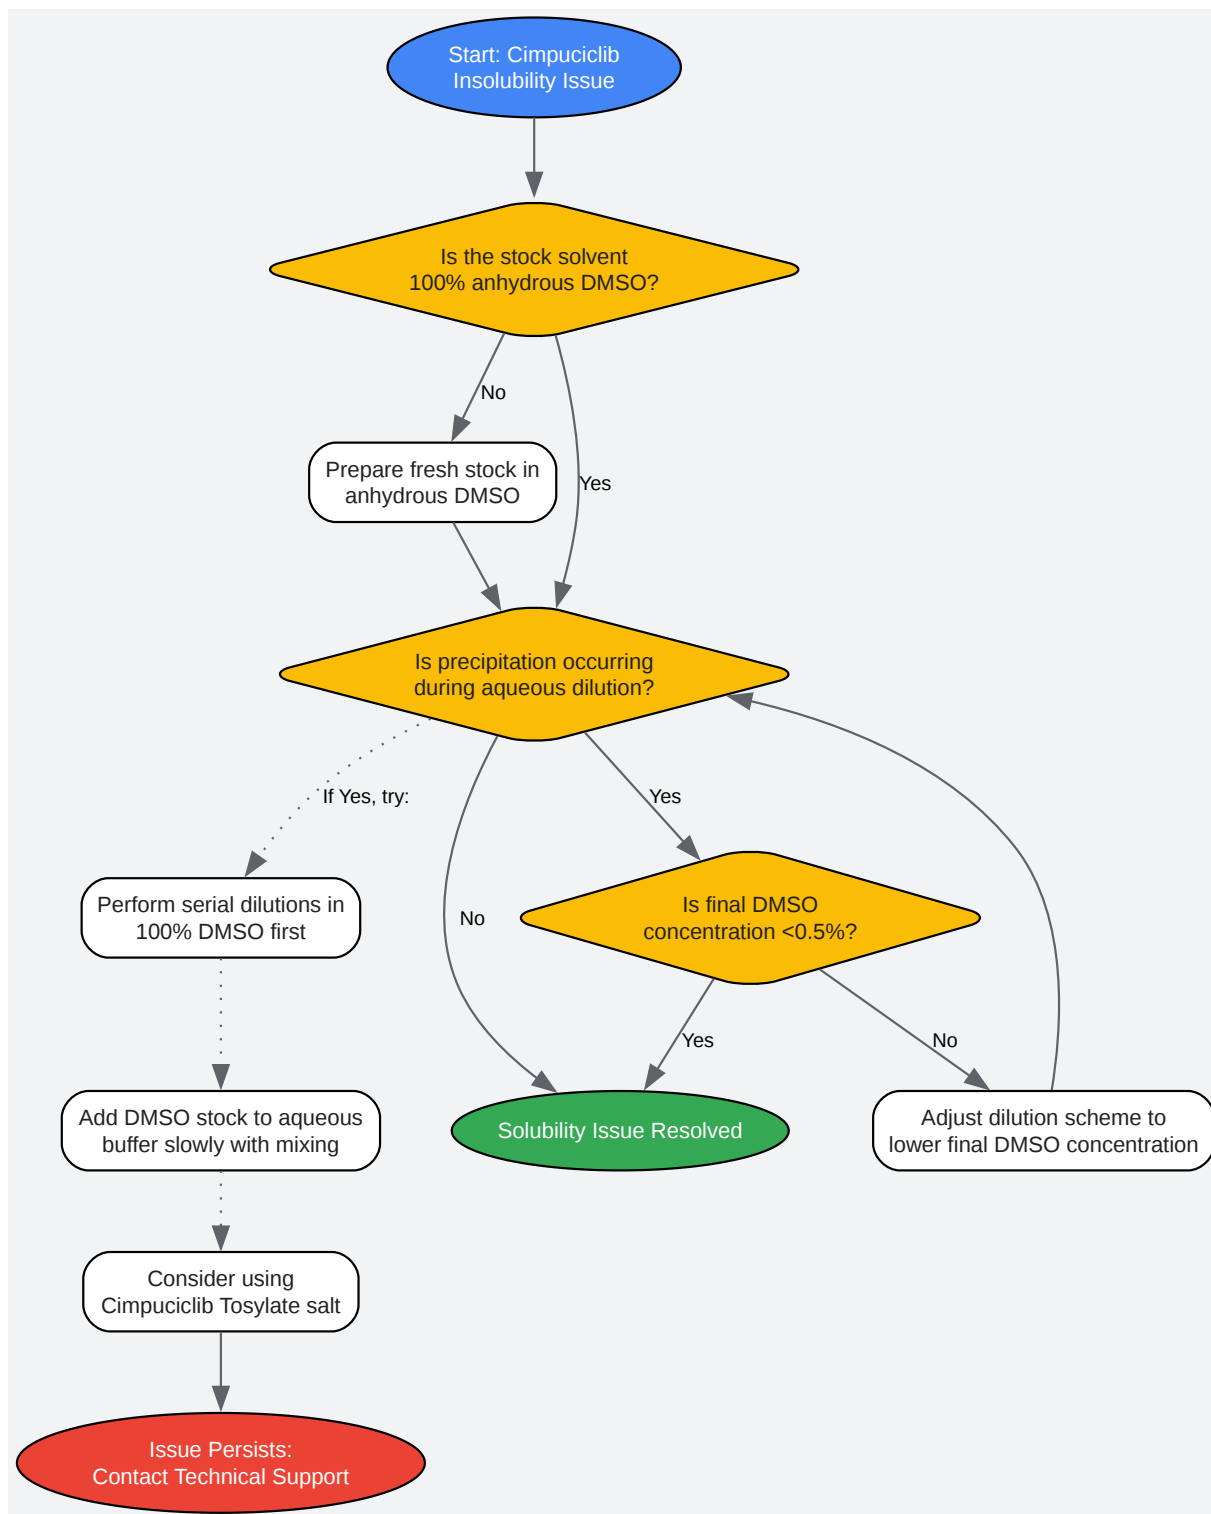 Start: Cimpuciclib
Insolubility Issue
Is the stock solvent
100% anhydrous DMSO?
No
Yes
Prepare fresh stock in
anhydrous DMSO
Is precipitation occurring
during aqueous dilution?
If Yes, try:
Yes
No
Perform serial dilutions in
100% DMSO first
Is final DMSO
concentration <0.5%?
Yes
No
Add DMSO stock to aqueous
buffer slowly with mixing
Solubility Issue Resolved
Adjust dilution scheme to
lower final DMSO concentration
Consider using
Cimpuciclib Tosylate salt
Issue Persists:
Contact Technical Support